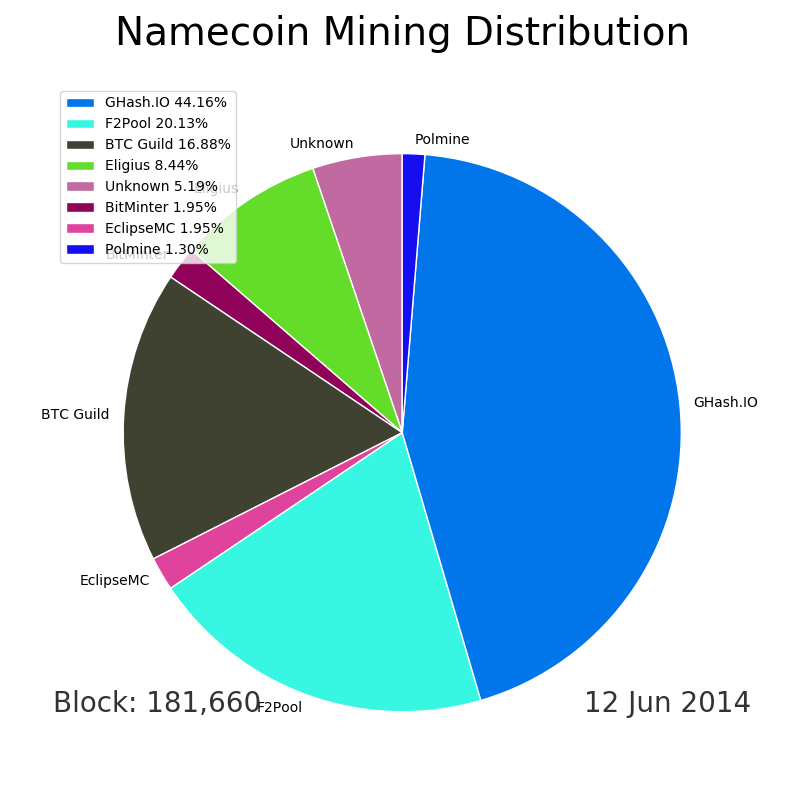 Namecoin Mining Distribution
GHash.IO 44.16%
F2Pool 20.13%
BTC Guild 16.88%
Eligius 8.44%
Unknown 5.19%
BitMinter 1.95%
EclipseMC 1.95%
Polmine 1.30%
Unknown
Polmine
Eligius
BitMinter
GHash.IO
BTC Guild
EclipseMC
F2Pool
Block: 181,660
12 Jun 2014